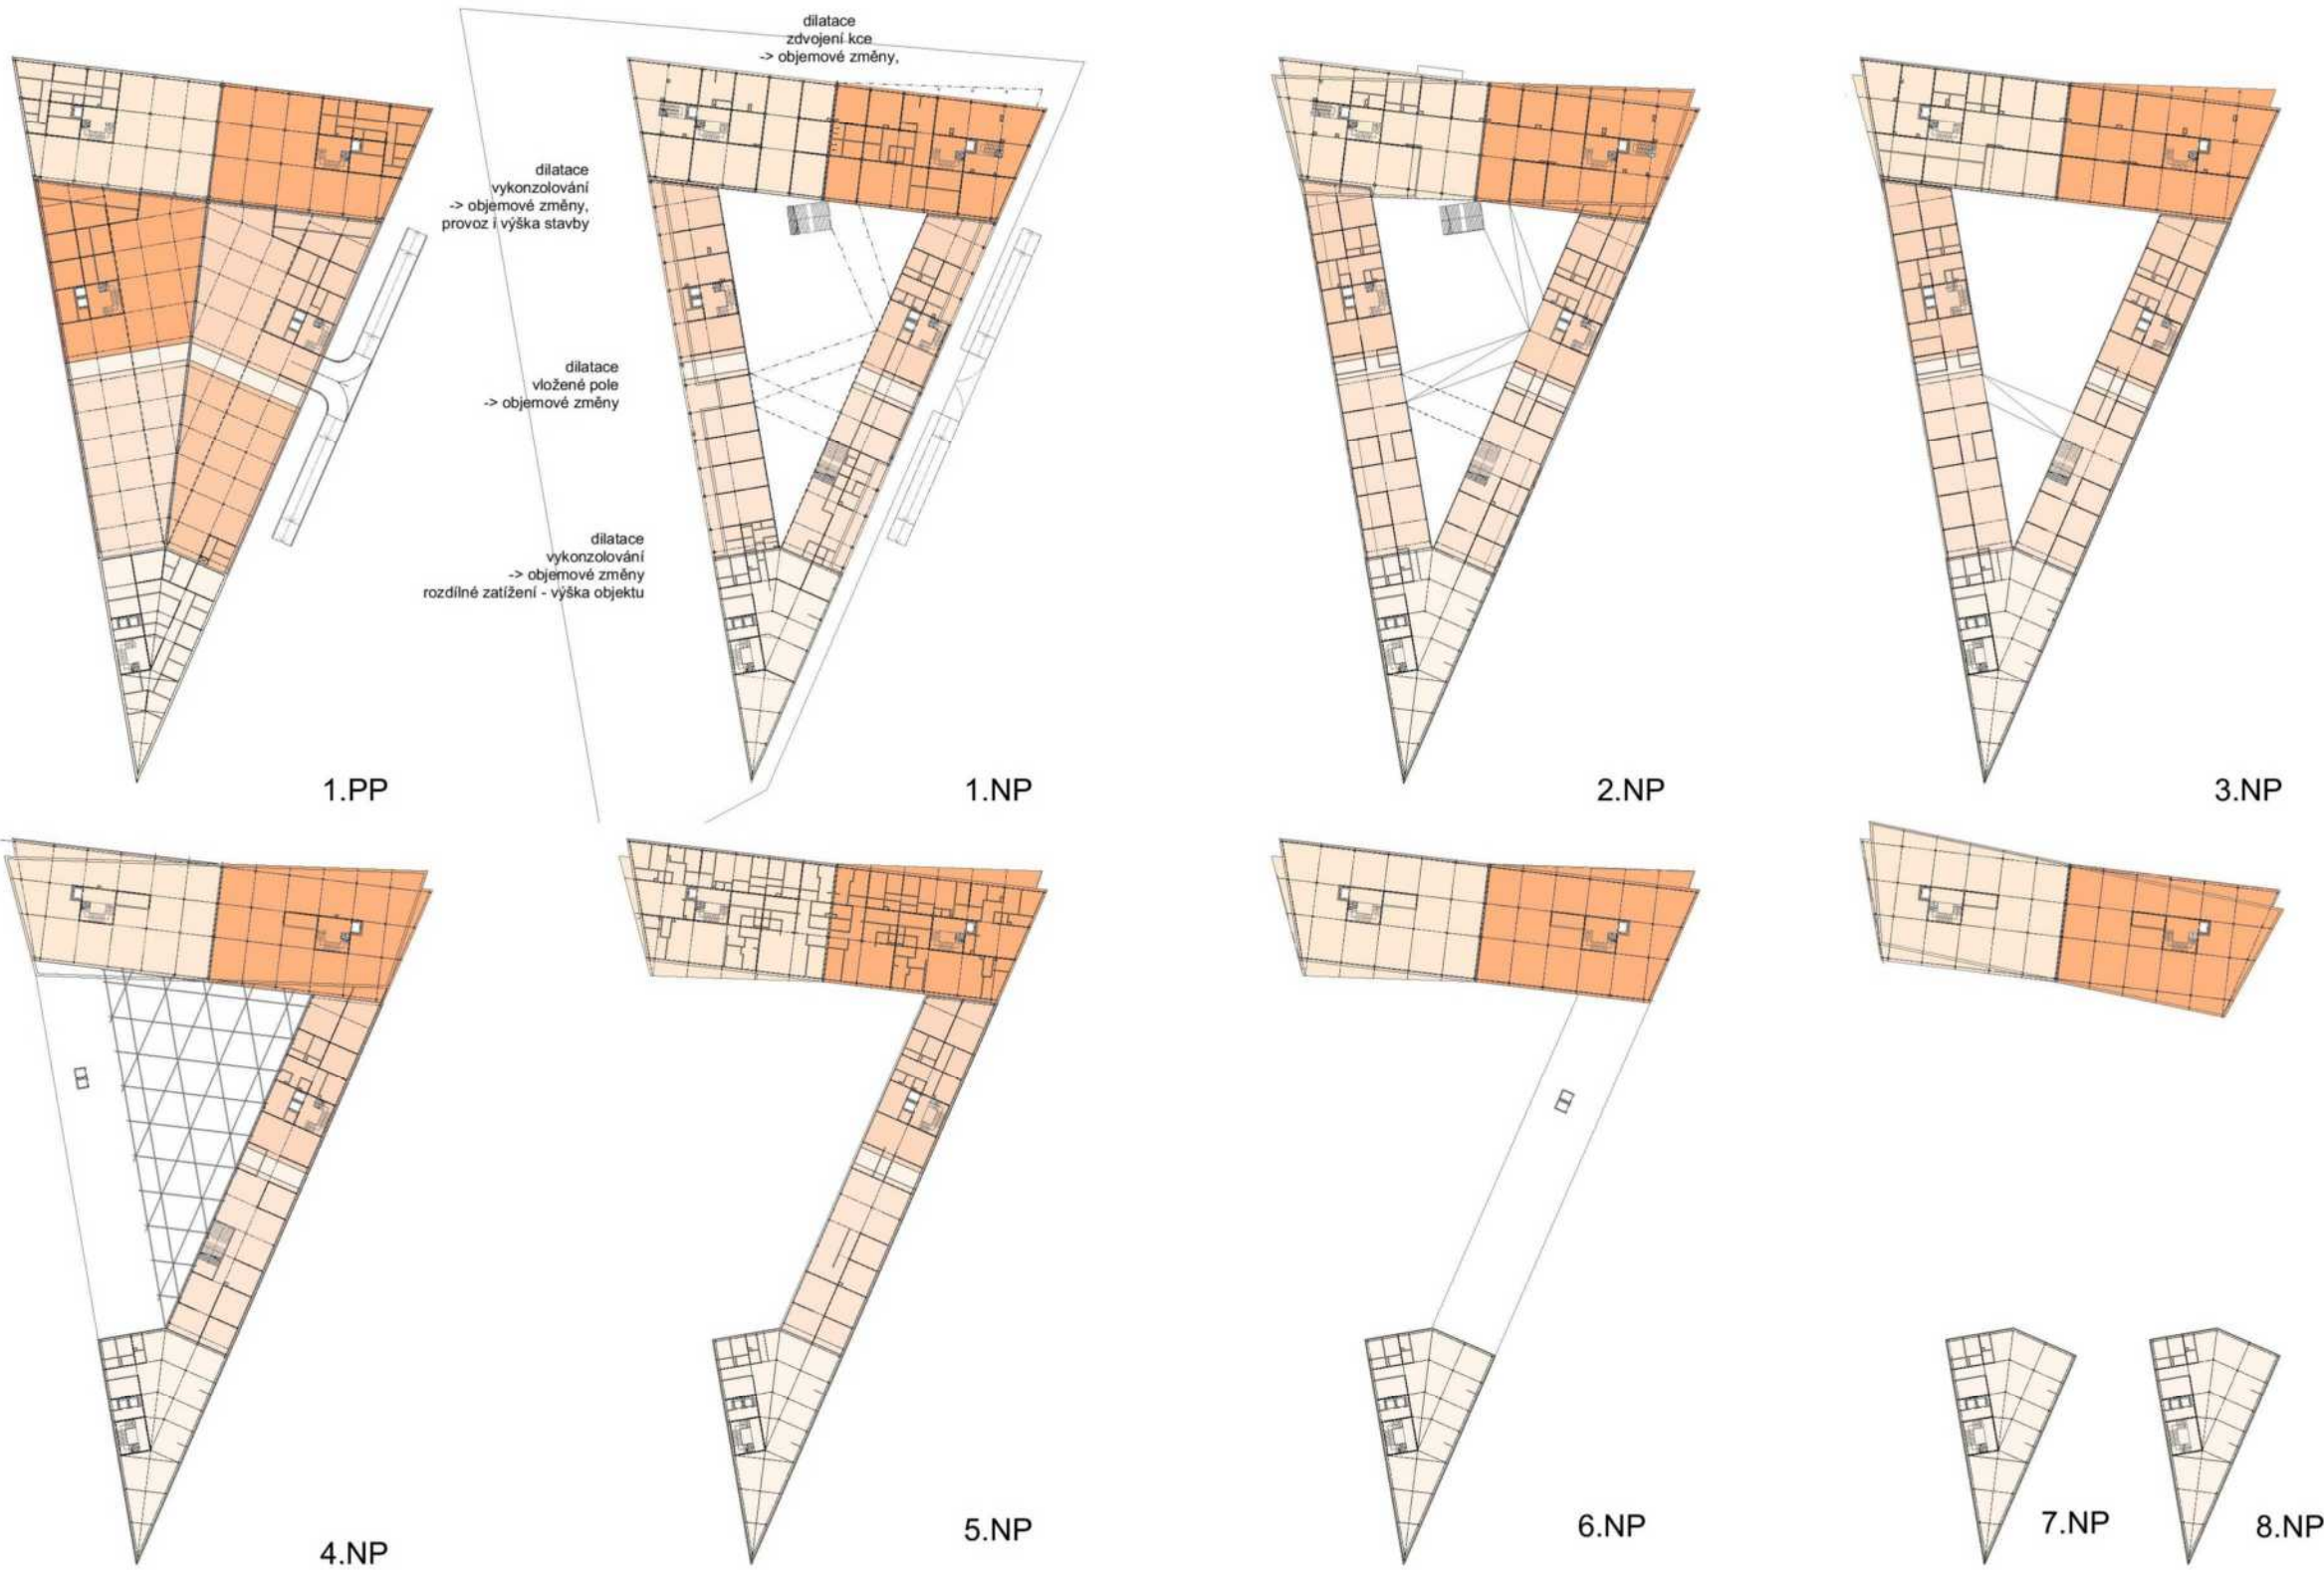 dilatace
zdvojení kce
-> objemové změny,
dilatace
vykonzolování
-> objemové změny,
provoz i výška stavby
dilatace
vložené pole
-> objemové změny
dilatace
vykonzolování
-> objemové změny
rozdílné zatížení - výška objektu
1.PP
1.NP
2.NP
3.NP
4.NP
5.NP
6.NP
7.NP
8.NP